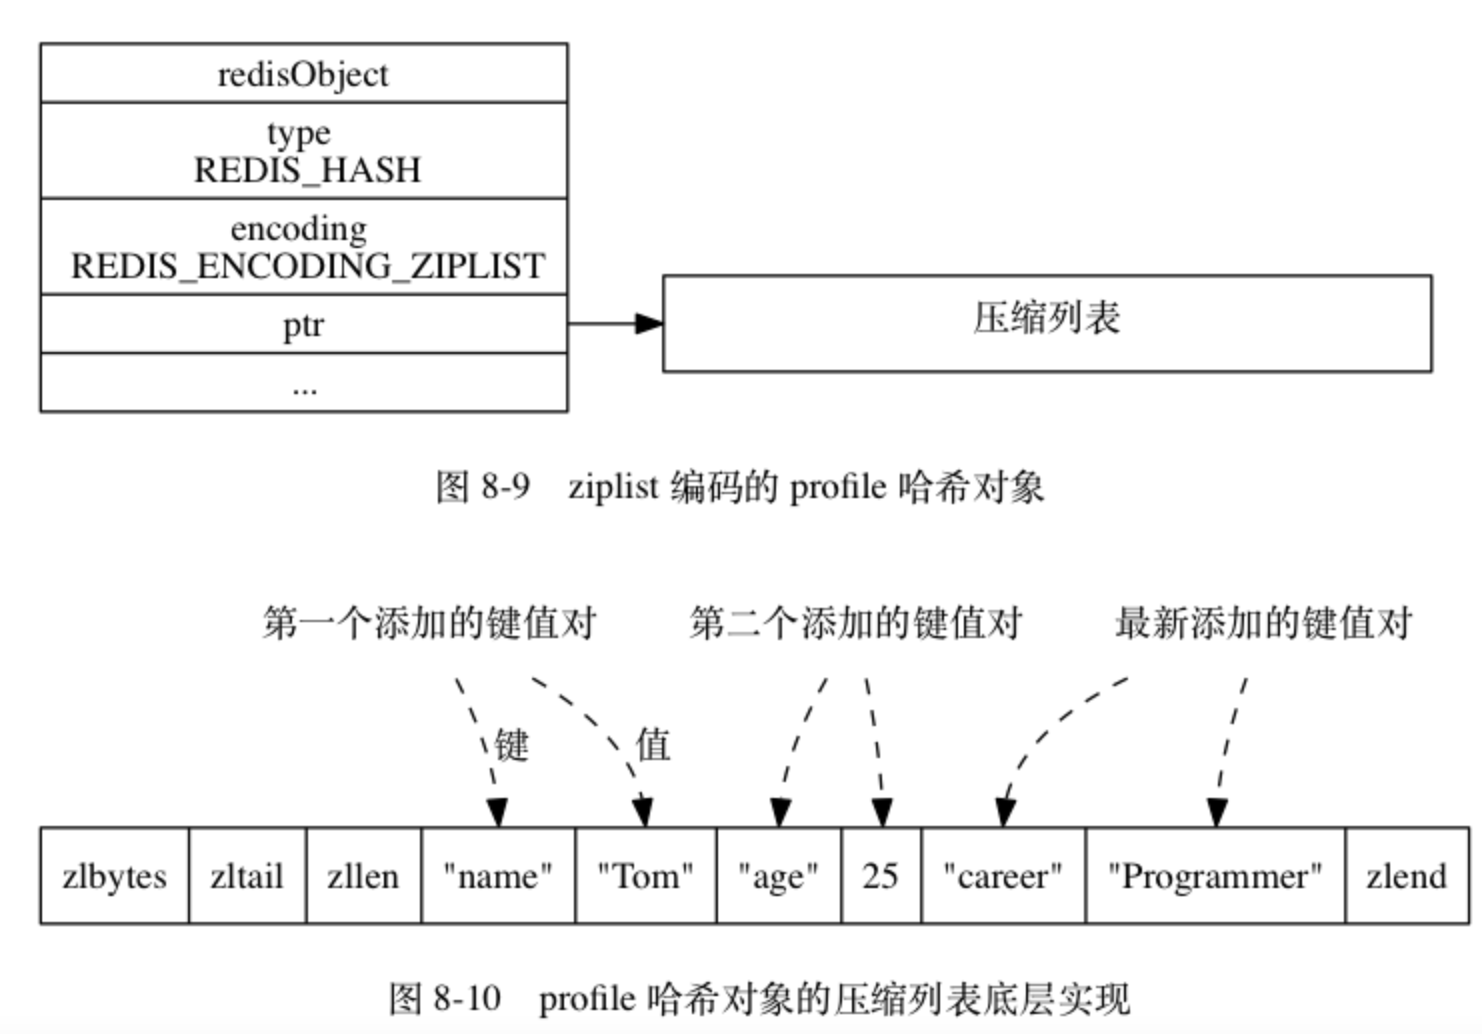 redisObject
type
REDIS_HASH
encoding
REDIS_ENCODING_ZIPLIST
ptr
压缩列表
...
图 8-9 ziplist 编码的 profile 哈希对象
第一个添加的键值对
第二个添加的键值对
最新添加的键值对
键
值
zlbytes
zltail
zllen
"name"
"Tom"
"age"
25
"career"
"Programmer"
zlend
图 8-10 profile 哈希对象的压缩列表底层实现